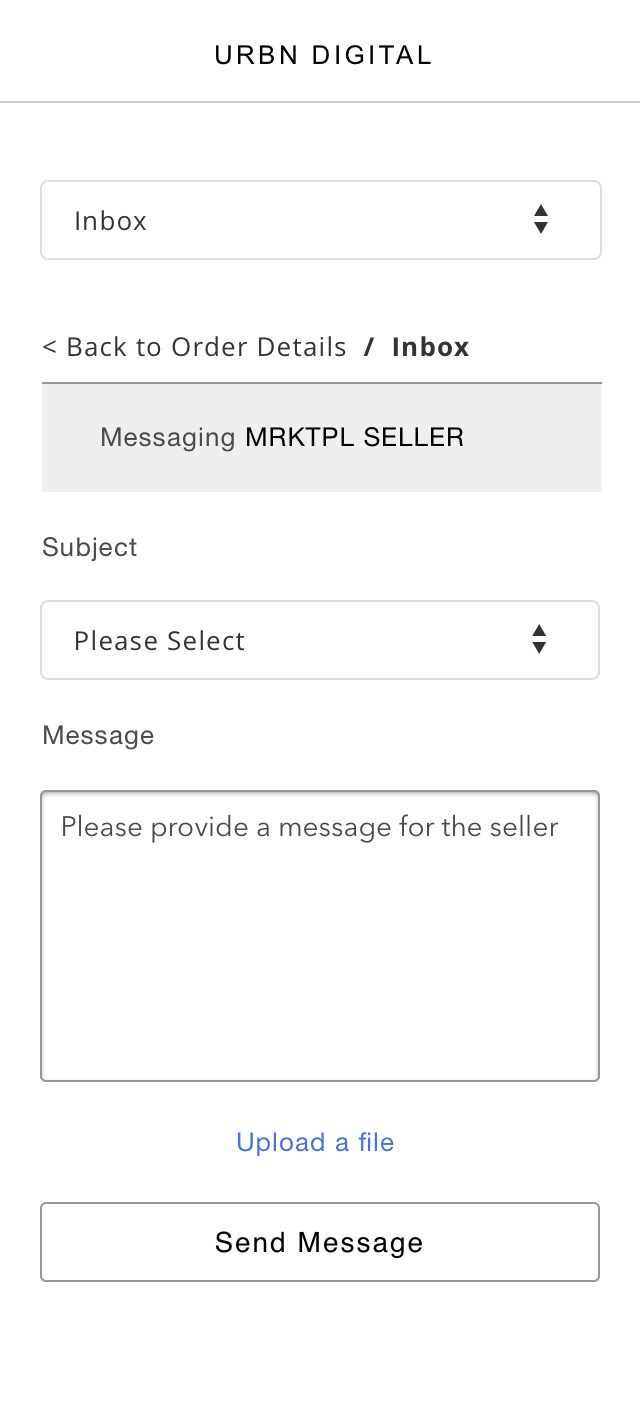 URBN DIGITAL
Inbox
< Back to Order Details / Inbox
Messaging MRKTPL SELLER
Subject
Please Select
Message
Please provide a message for the seller
Upload a file
Send Message